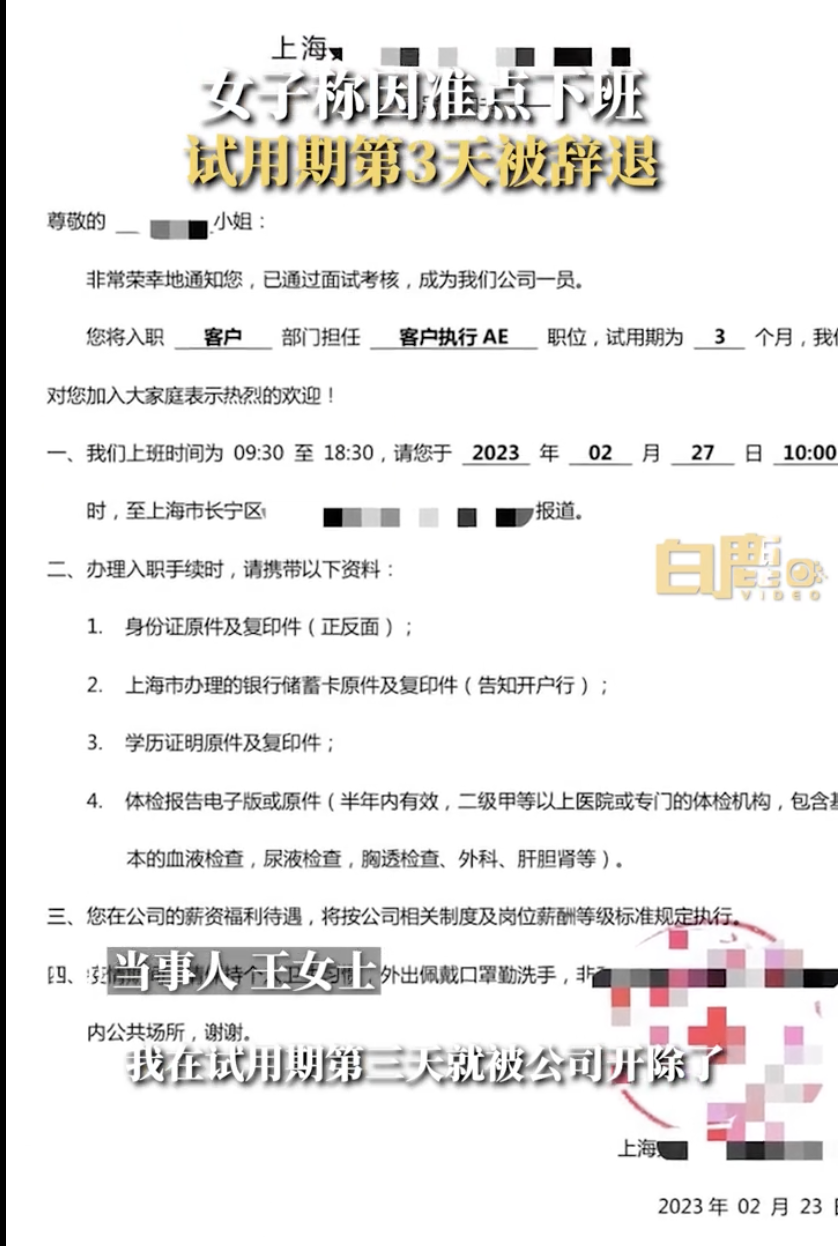 上海
女子称因准点下班
试用期第3天被辞退
尊敬的 小姐：
非常荣幸地通知您，已通过面试考核，成为我们公司一员。
您将入职 客户 部门担任 客户执行 AE 职位，试用期为 3 个月，我们
对您加入大家庭表示热烈的欢迎！
一、我们上班时间为 09:30 至 18:30，请您于 2023 年 02 月 27 日 10:00
时，至上海市长宁区 报道。
白鹿
VIDEO
二、办理入职手续时，请携带以下资料：
1. 身份证原件及复印件（正反面）；
2. 上海市办理的银行储蓄卡原件及复印件（告知开户行）；
3. 学历证明原件及复印件；
4. 体检报告电子版或原件（半年内有效，二级甲等以上医院或专门的体检机构，包含基
本的血液检查，尿液检查，胸透检查、外科、肝胆肾等）。
三、您在公司的薪资福利待遇，将按公司相关制度及岗位薪酬等级标准规定执行。
四、 外出佩戴口罩勤洗手，非
当事人 王女士
内公共场所，谢谢。
我在试用期第三天就被公司开除了
上海
2023 年 02 月 23 日